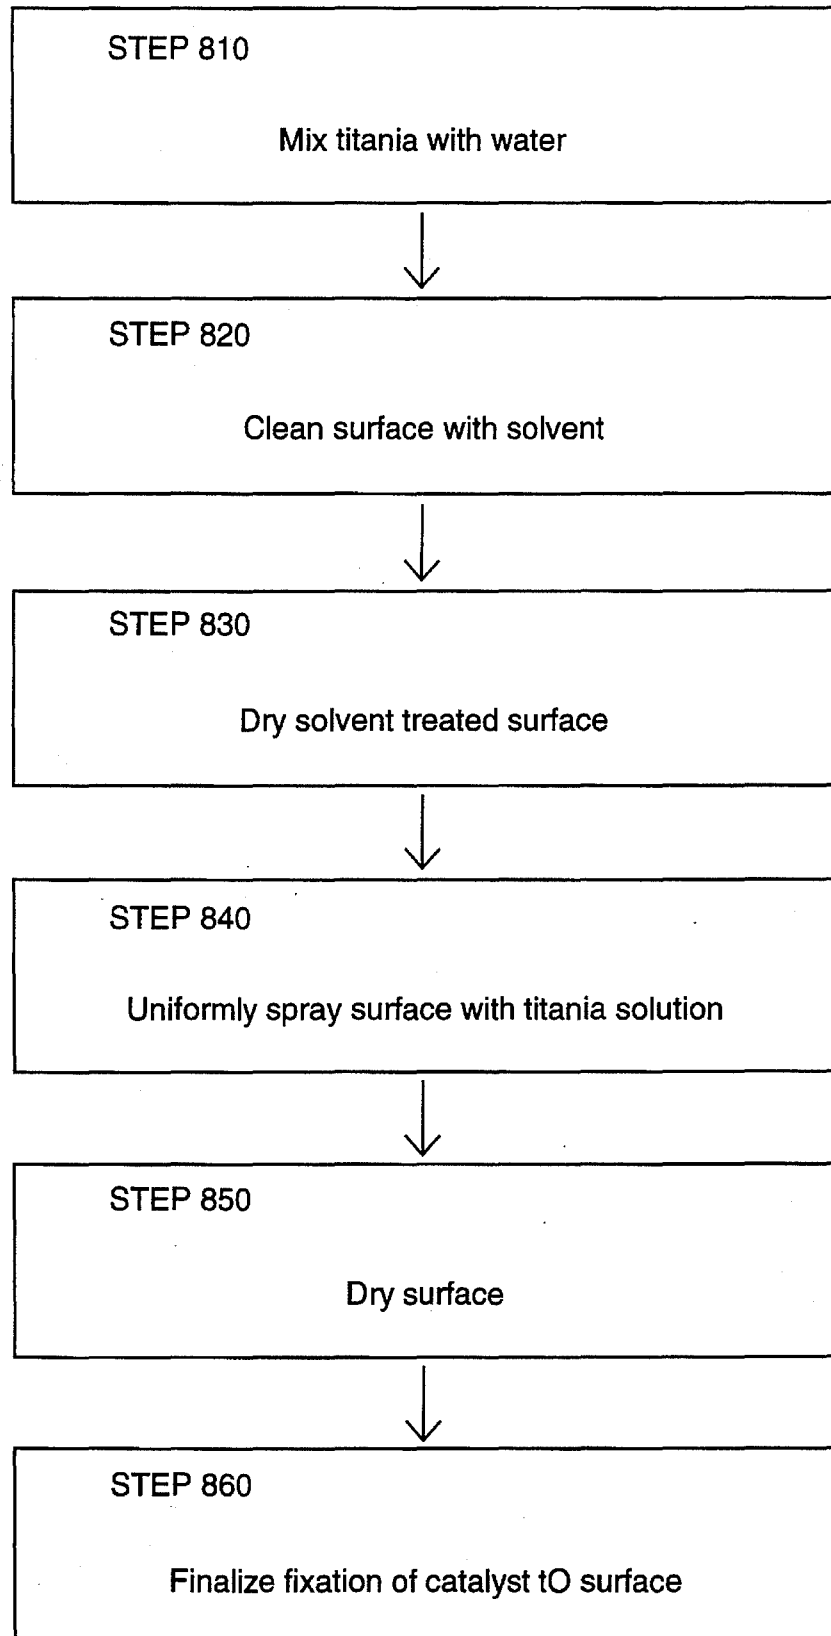 STEP 810
Mix titania with water
STEP 820
Clean surface with solvent
STEP 830
Dry solvent treated surface
STEP 840
Uniformly spray surface with titania solution
STEP 850
Dry surface
STEP 860
Finalize fixation of catalyst tO surface